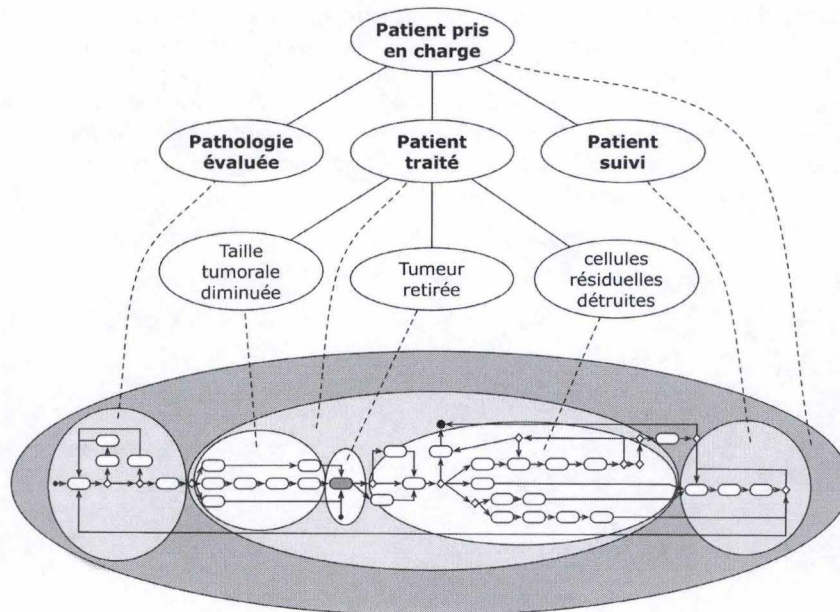 Patient pris
en charge
Pathologie
évaluée
Patient
traité
Patient
suivi
Taille
tumorale
diminuée
Tumeur
retirée
cellules
résiduelles
détruites